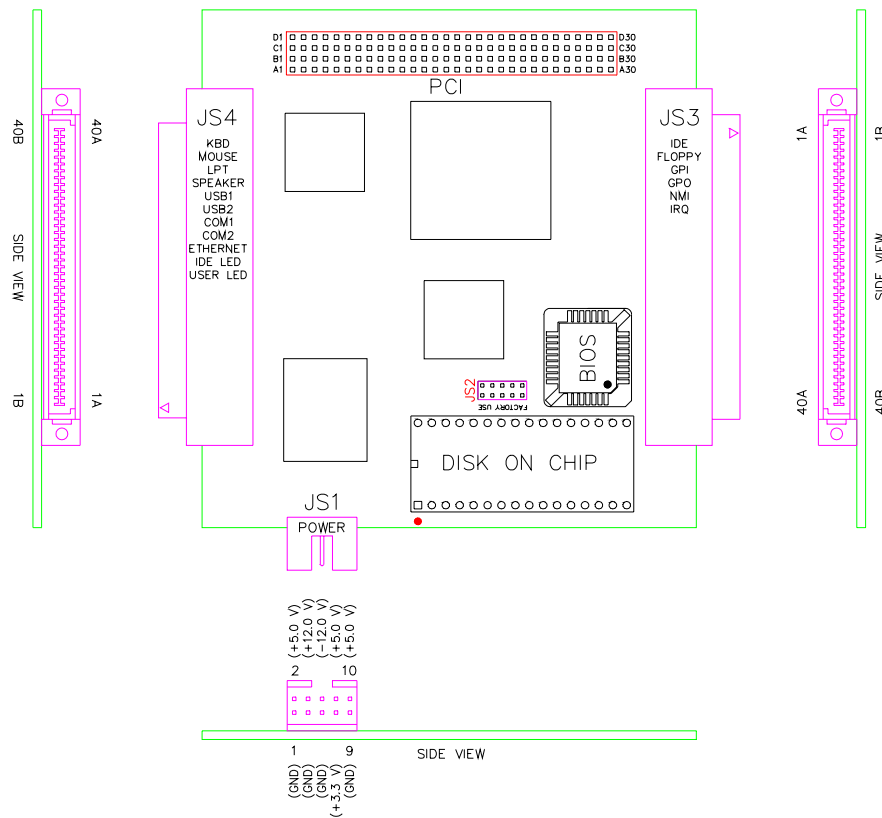 D1 D30
C1 C30
B1 B30
A1 A30
PCI
JS4
KBD
MOUSE
LPT
SPEAKER
USB1
USB2
COM1
COM2
ETHERNET
IDE LED
USER LED
JS3
IDE
FLOPPY
GPI
GPO
NMI
IRQ
40B
40A
SIDE VIEW
1B
1A
1A
1B
SIDE VIEW
40A
40B
BIOS
JS2
FACTORY USE
DISK ON CHIP
JS1
POWER
(+5.0 V)
(+12.0 V)
(-12.0 V)
(+5.0 V)
(+5.0 V)
2 10
SIDE VIEW
1 9
(GND)
(GND)
(GND)
(+3.3 V)
(GND)